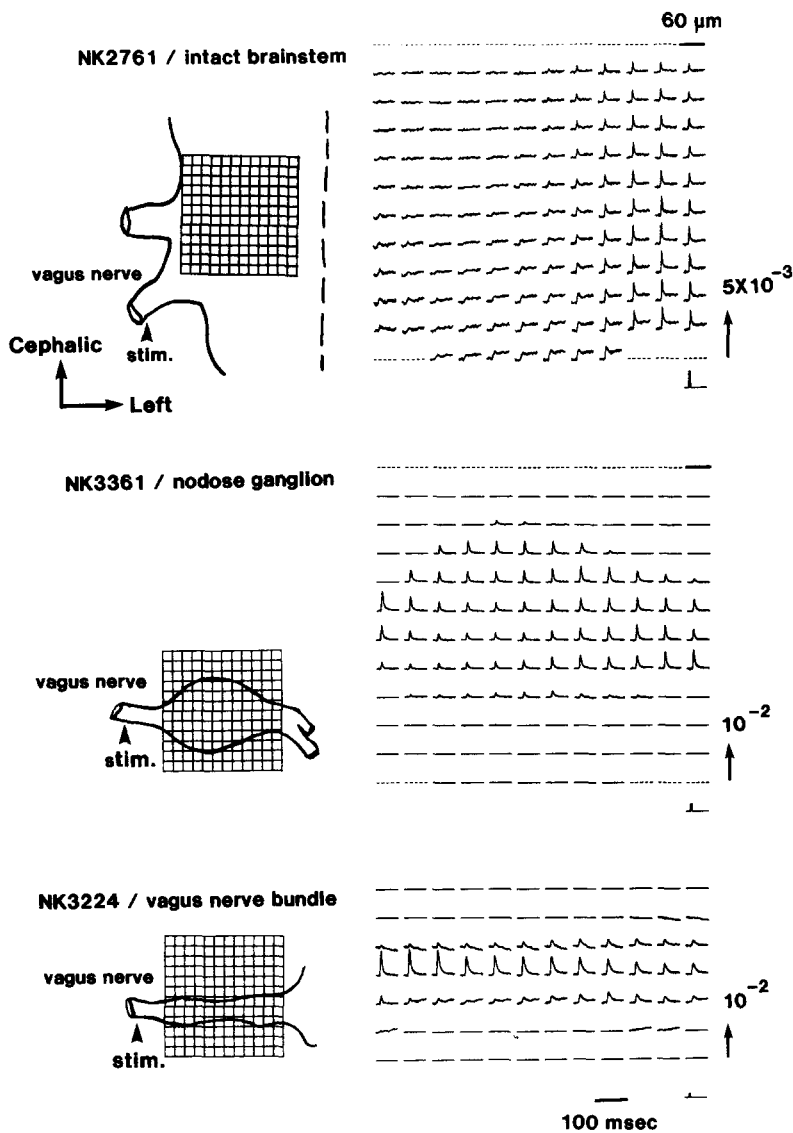 60 µm
NK2761 / intact brainstem
vagus nerve
stim.
Cephalic
Left
5X10⁻³
NK3361 / nodose ganglion
vagus nerve
stim.
10⁻²
NK3224 / vagus nerve bundle
vagus nerve
stim.
10⁻²
100 msec